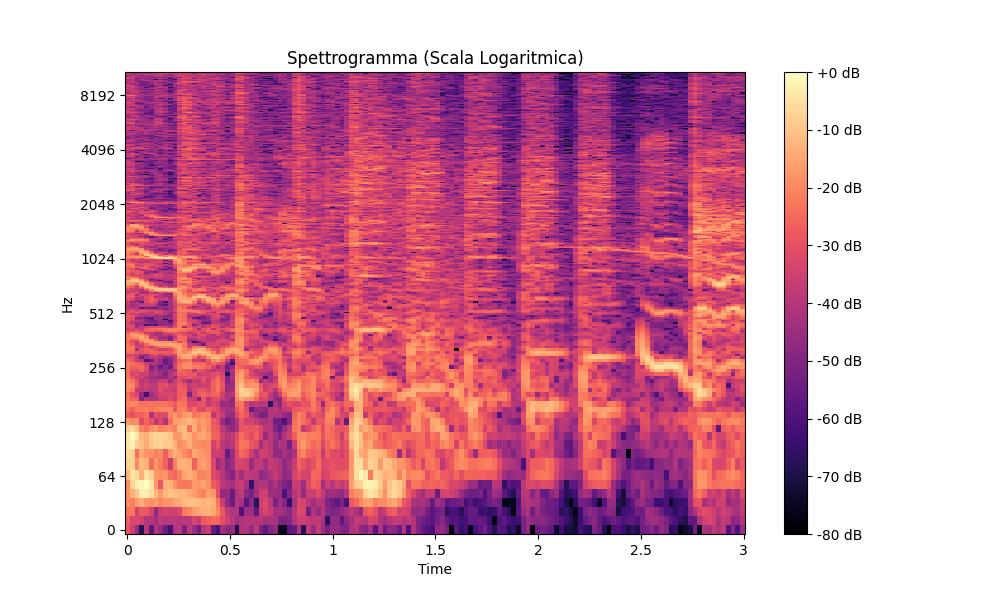 Spettrogramma (Scala Logaritmica)
Hz
8192
4096
2048
1024
512
256
128
64
0
0
0.5
1
1.5
2
2.5
3
Time
+0 dB
-10 dB
-20 dB
-30 dB
-40 dB
-50 dB
-60 dB
-70 dB
-80 dB